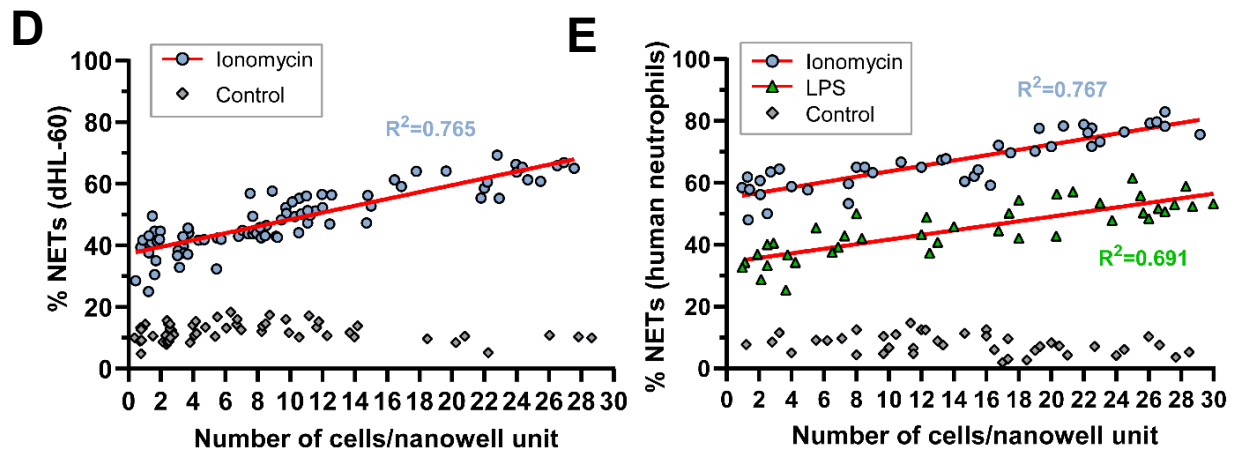 D
Ionomycin
Control
R²=0.765
% NETs (dHL-60)
100
80
60
40
20
0
0 2 4 6 8 10 12 14 16 18 20 22 24 26 28 30
Number of cells/nanowell unit
E
Ionomycin
LPS
Control
R²=0.767
R²=0.691
% NETs (human neutrophils)
100
80
60
40
20
0
0 2 4 6 8 10 12 14 16 18 20 22 24 26 28 30
Number of cells/nanowell unit